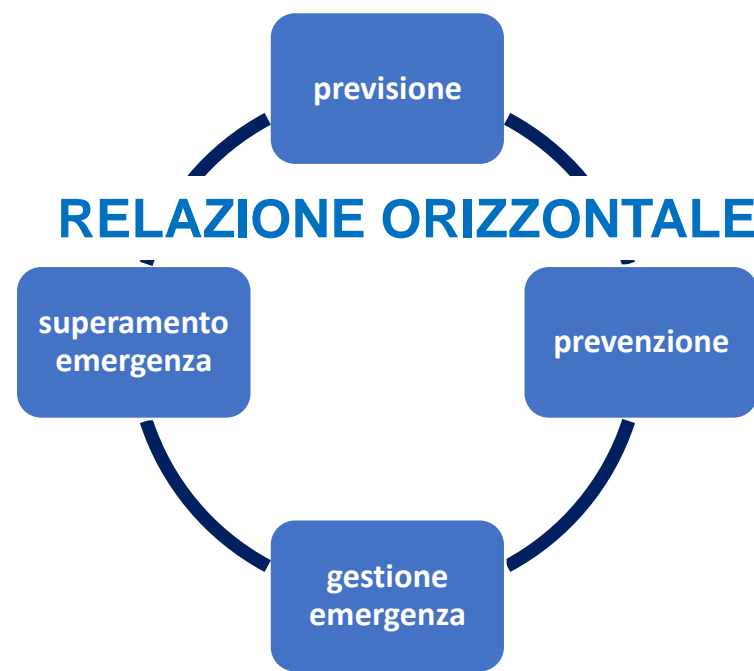 previsione
RELAZIONE ORIZZONTALE
superamento
emergenza
prevenzione
gestione
emergenza